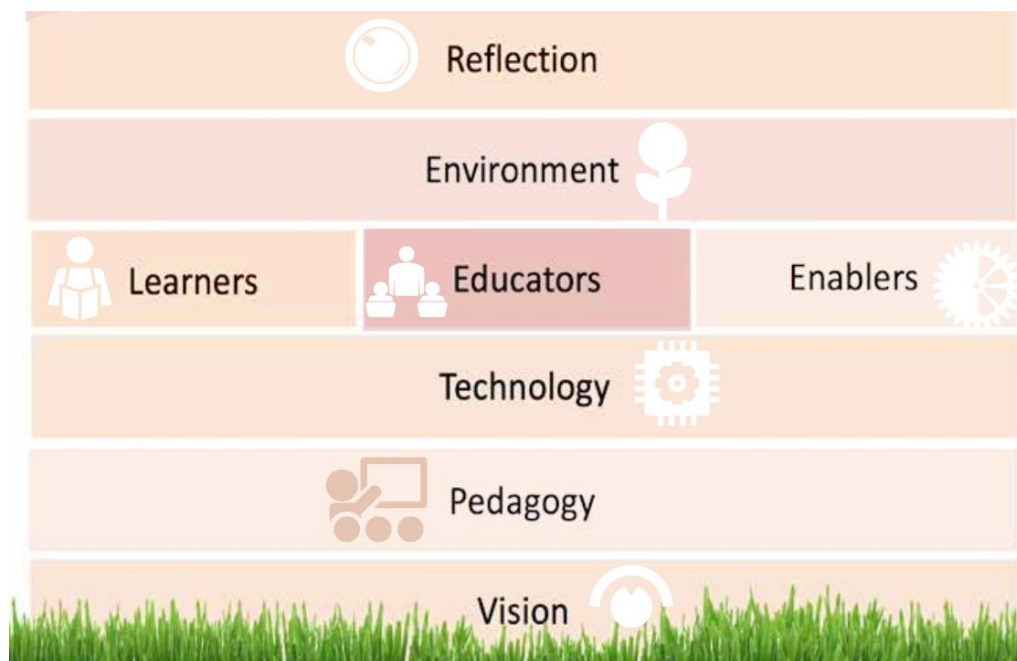 Reflection
Environment
Learners Educators Enablers
Technology
Pedagogy
Vision